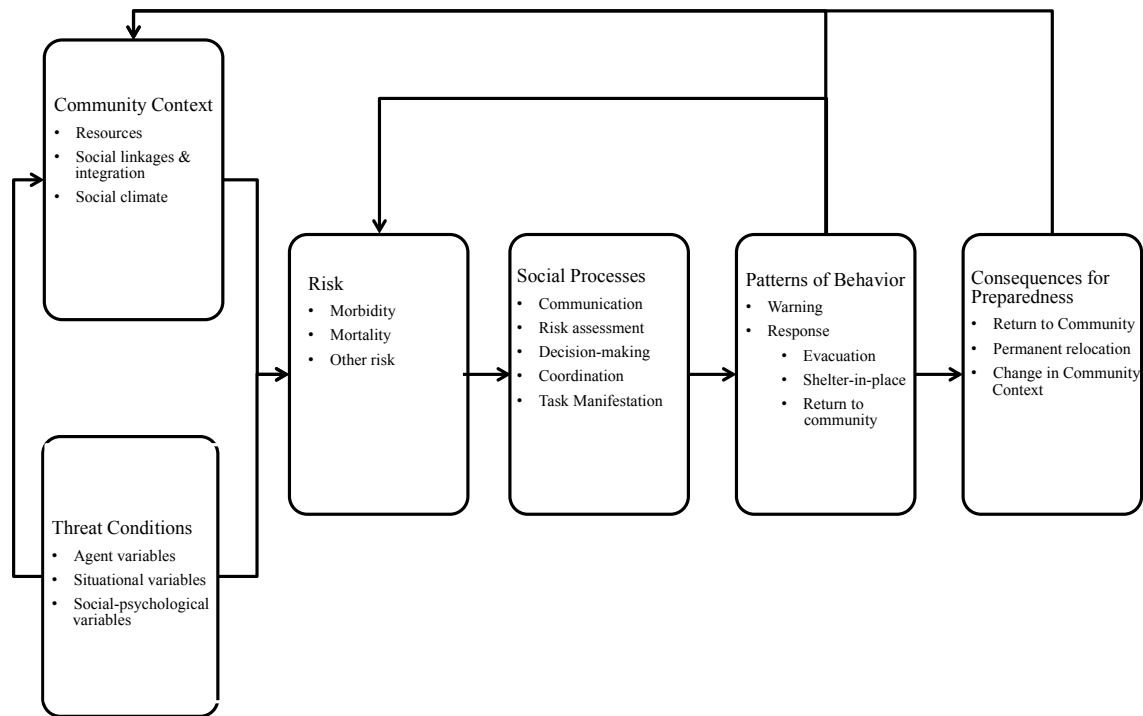 Community Context
• Resources
• Social linkages &
integration
• Social climate
Threat Conditions
• Agent variables
• Situational variables
• Social-psychological
variables
Risk
• Morbidity
• Mortality
• Other risk
Social Processes
• Communication
• Risk assessment
• Decision-making
• Coordination
• Task Manifestation
Patterns of Behavior
• Warning
• Response
• Evacuation
• Shelter-in-place
• Return to
community
Consequences for
Preparedness
• Return to Community
• Permanent relocation
• Change in Community
Context